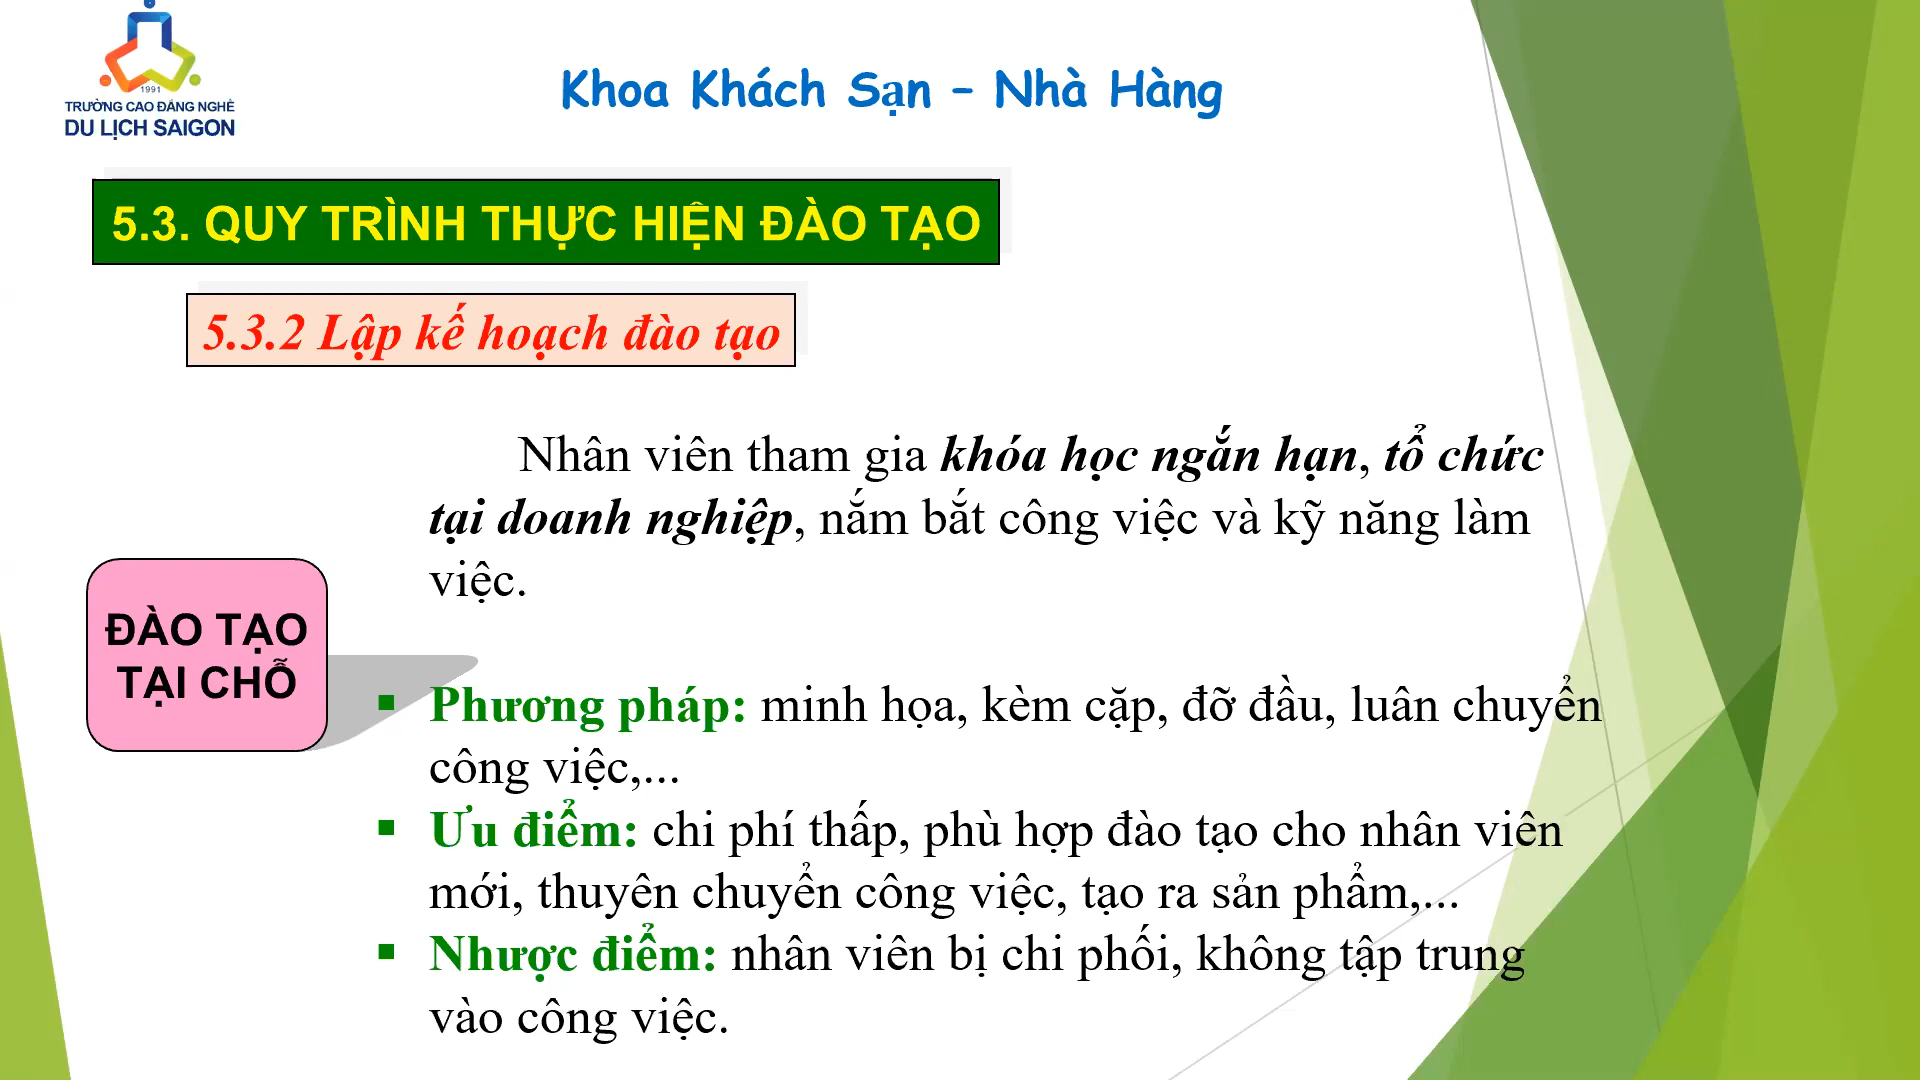 1991
TRƯỜNG CAO ĐẲNG NGHỀ
DU LỊCH SAIGON
Khoa Khách Sạn – Nhà Hàng
5.3. QUY TRÌNH THỰC HIỆN ĐÀO TẠO
5.3.2 Lập kế hoạch đào tạo
Nhân viên tham gia khóa học ngắn hạn, tổ chức
tại doanh nghiệp, nắm bắt công việc và kỹ năng làm
việc.
ĐÀO TẠO
TẠI CHỖ
▪ Phương pháp: minh họa, kèm cặp, đỡ đầu, luân chuyển
công việc,...
▪ Ưu điểm: chi phí thấp, phù hợp đào tạo cho nhân viên
mới, thuyên chuyển công việc, tạo ra sản phẩm,...
▪ Nhược điểm: nhân viên bị chi phối, không tập trung
vào công việc.